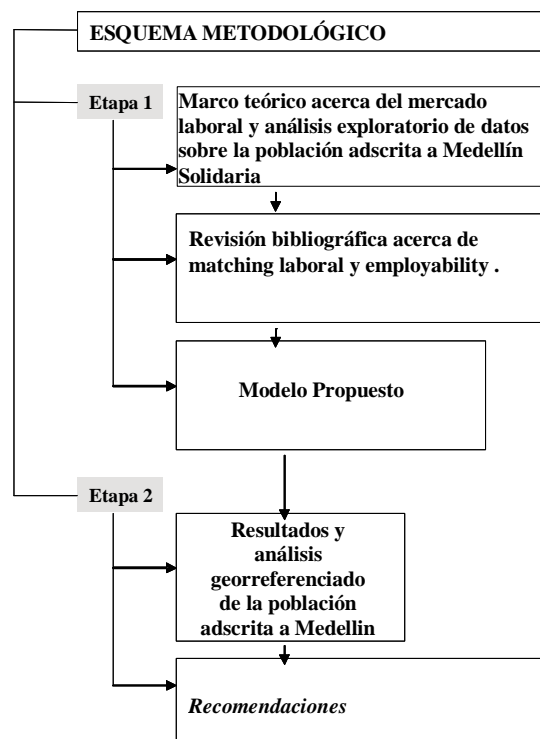 ESQUEMA METODOLÓGICO
Etapa 1
Marco teórico acerca del mercado
laboral y análisis exploratorio de datos
sobre la población adscrita a Medellín
Solidaria
Revisión bibliográfica acerca de
matching laboral y employability .
Modelo Propuesto
Etapa 2
Resultados y
análisis
georreferenciado
de la población
adscrita a Medellin
Recomendaciones